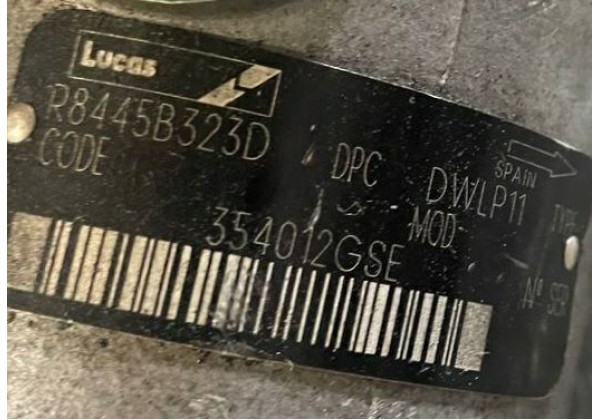 Lucas
SPAIN
R8445B323D DPC DWLP11 TYPE
CODE MOD.
354012GSE Nº SER